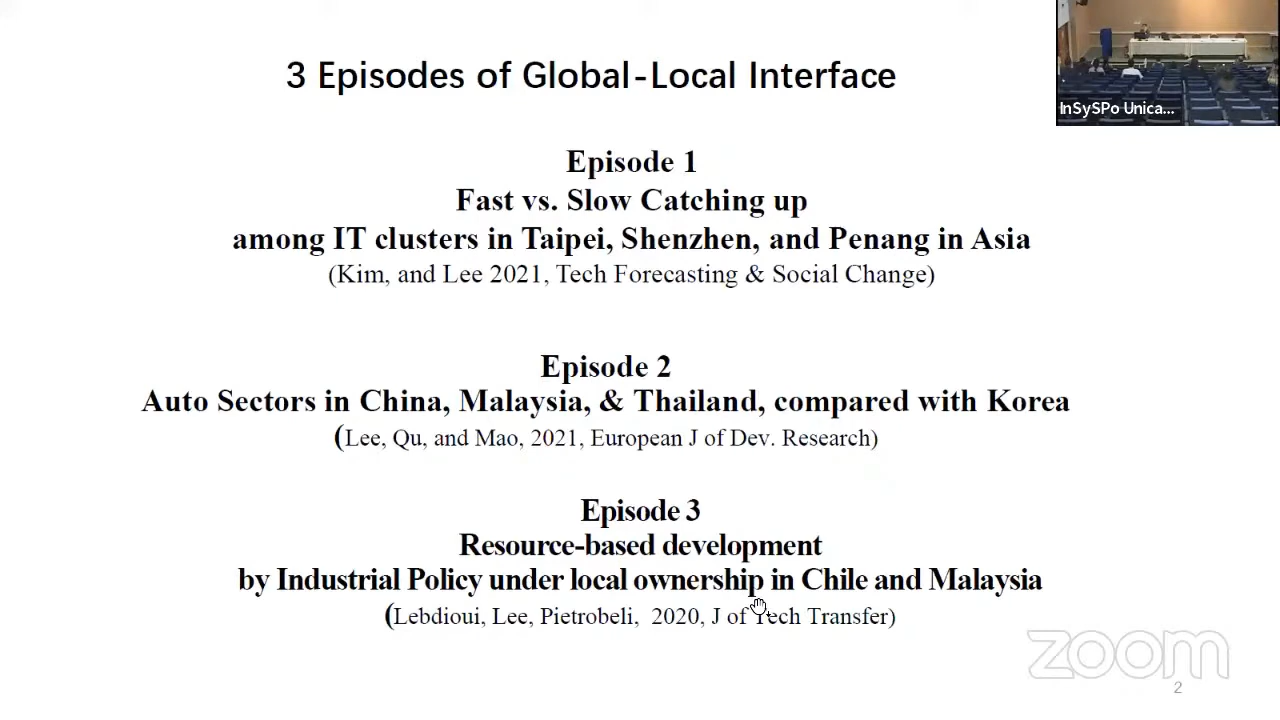 3 Episodes of Global-Local Interface
InSySPo Unica...
Episode 1
Fast vs. Slow Catching up
among IT clusters in Taipei, Shenzhen, and Penang in Asia
(Kim, and Lee 2021, Tech Forecasting & Social Change)
Episode 2
Auto Sectors in China, Malaysia, & Thailand, compared with Korea
(Lee, Qu, and Mao, 2021, European J of Dev. Research)
Episode 3
Resource-based development
by Industrial Policy under local ownership in Chile and Malaysia
(Lebdioui, Lee, Pietrobeli, 2020, J of Tech Transfer)
zoom
2